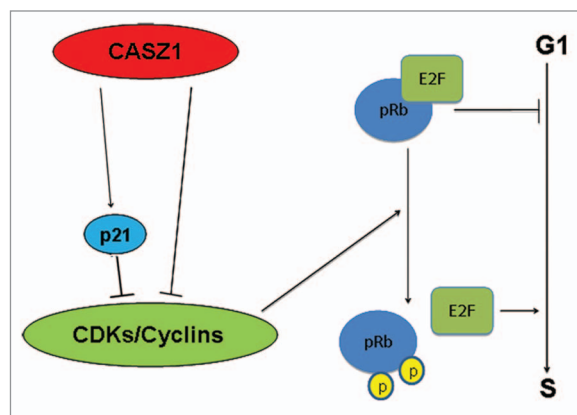 CASZ1
p21
CDKs/Cyclins
E2F
pRb
E2F
pRb
p
p
G1
S